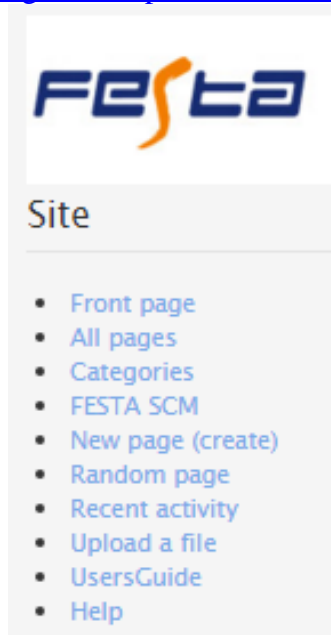 Festa
Site
Front page
All pages
Categories
FESTA SCM
New page (create)
Random page
Recent activity
Upload a file
UsersGuide
Help